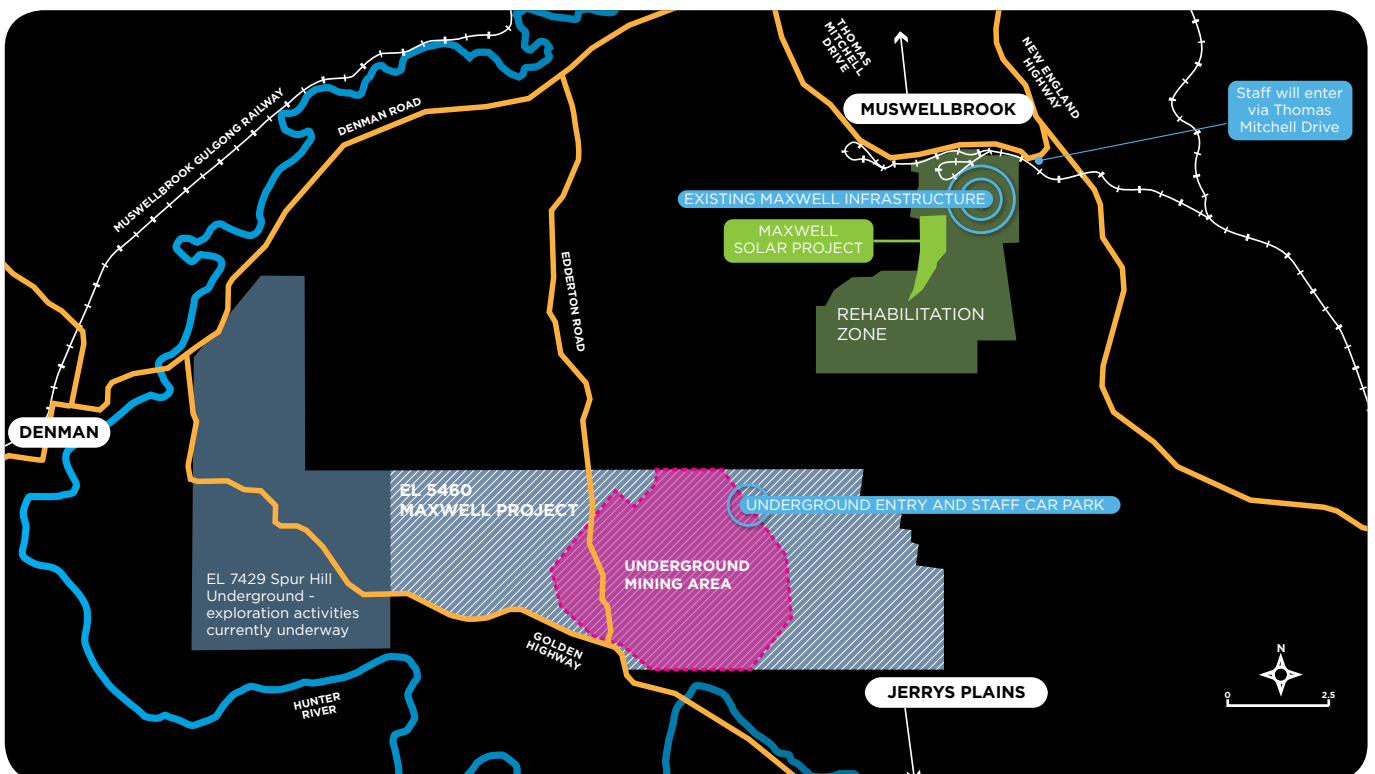 THOMAS
MITCHELL
DRIVE
NEW ENGLAND
HIGHWAY
MUSWELLBROOK
Staff will enter
via Thomas
Mitchell Drive
MUSWELLBROOK GULGONG RAILWAY
DENMAN ROAD
EXISTING MAXWELL INFRASTRUCTURE
MAXWELL
SOLAR PROJECT
EDDERTON ROAD
REHABILITATION
ZONE
DENMAN
EL 5460
MAXWELL PROJECT
UNDERGROUND ENTRY AND STAFF CAR PARK
UNDERGROUND
MINING AREA
EL 7429 Spur Hill
Underground -
exploration activities
currently underway
GOLDEN
HIGHWAY
HUNTER
RIVER
JERRYS PLAINS
N
0 2.5